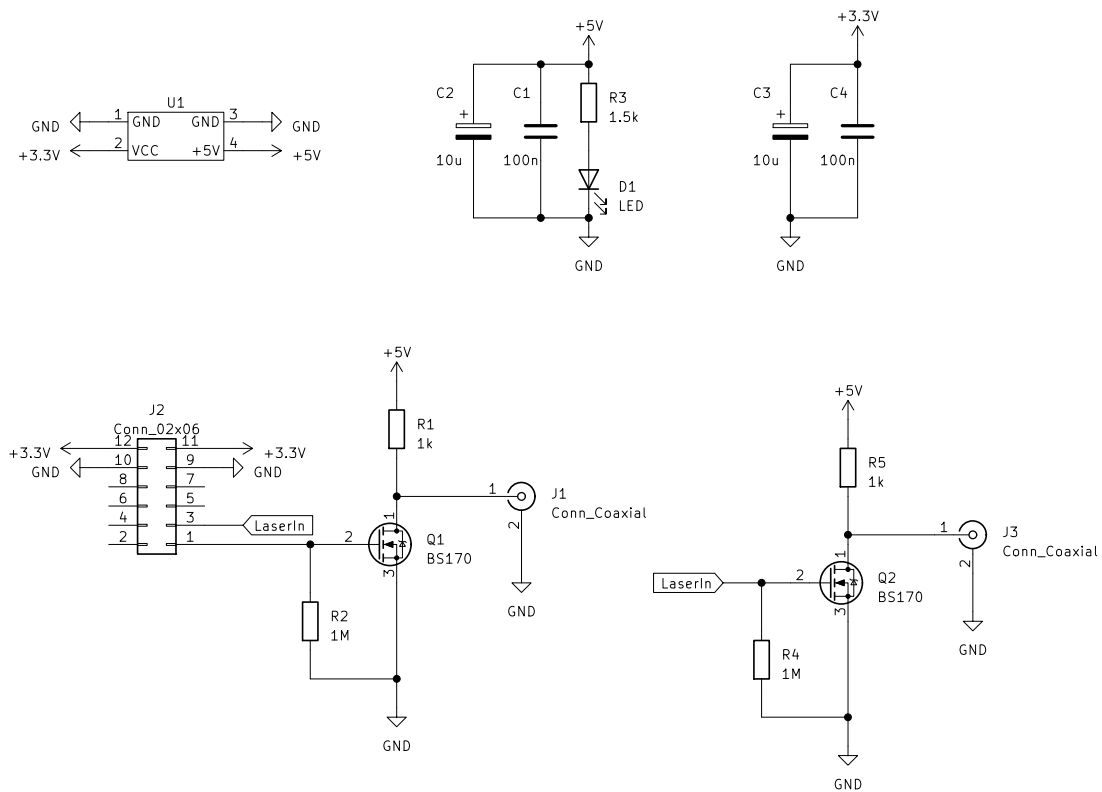 U1
1 GND GND 3
GND GND
2 VCC +5V 4
+3.3V +5V
+5V
C2 C1 R3
1.5k
+
10u 100n
D1
LED
GND
+3.3V
C3 C4
+
10u 100n
GND
J2
Conn_02x06
+3.3V 12 11 +3.3V
GND 10 9 GND
8 7
6 5
4 3 LaserIn
2 1
+5V
R1
1k
1 J1
Conn_Coaxial
2
GND
1
2 Q1
BS170
3
R2
1M
GND
+5V
R5
1k
1 J3
Conn_Coaxial
2
GND
1
LaserIn 2 Q2
BS170
3
R4
1M
GND